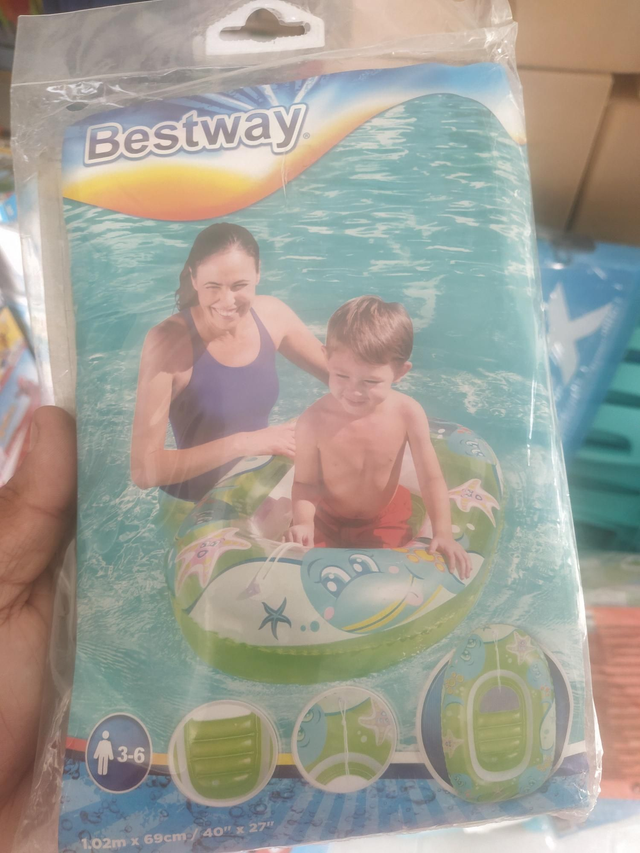 Bestway®
3-6
1.02m x 69cm / 40" x 27"
X